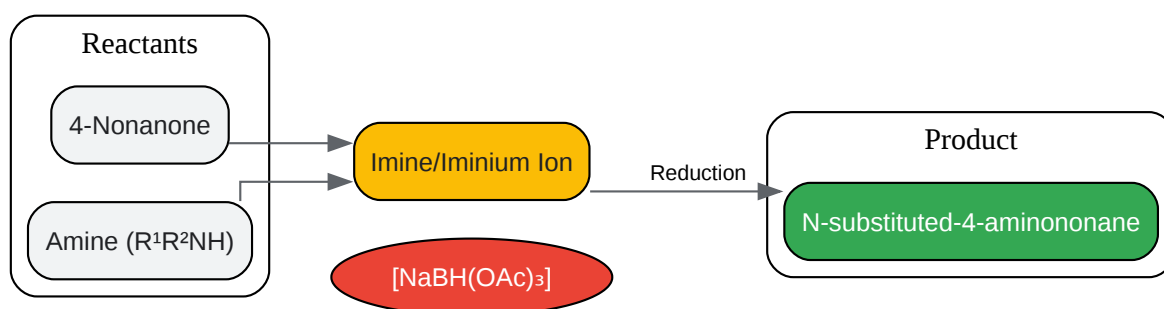 Reactants
4-Nonanone
Amine (R¹R²NH)
Imine/Iminium Ion
[NaBH(OAc)₃]
Reduction
Product
N-substituted-4-aminononane